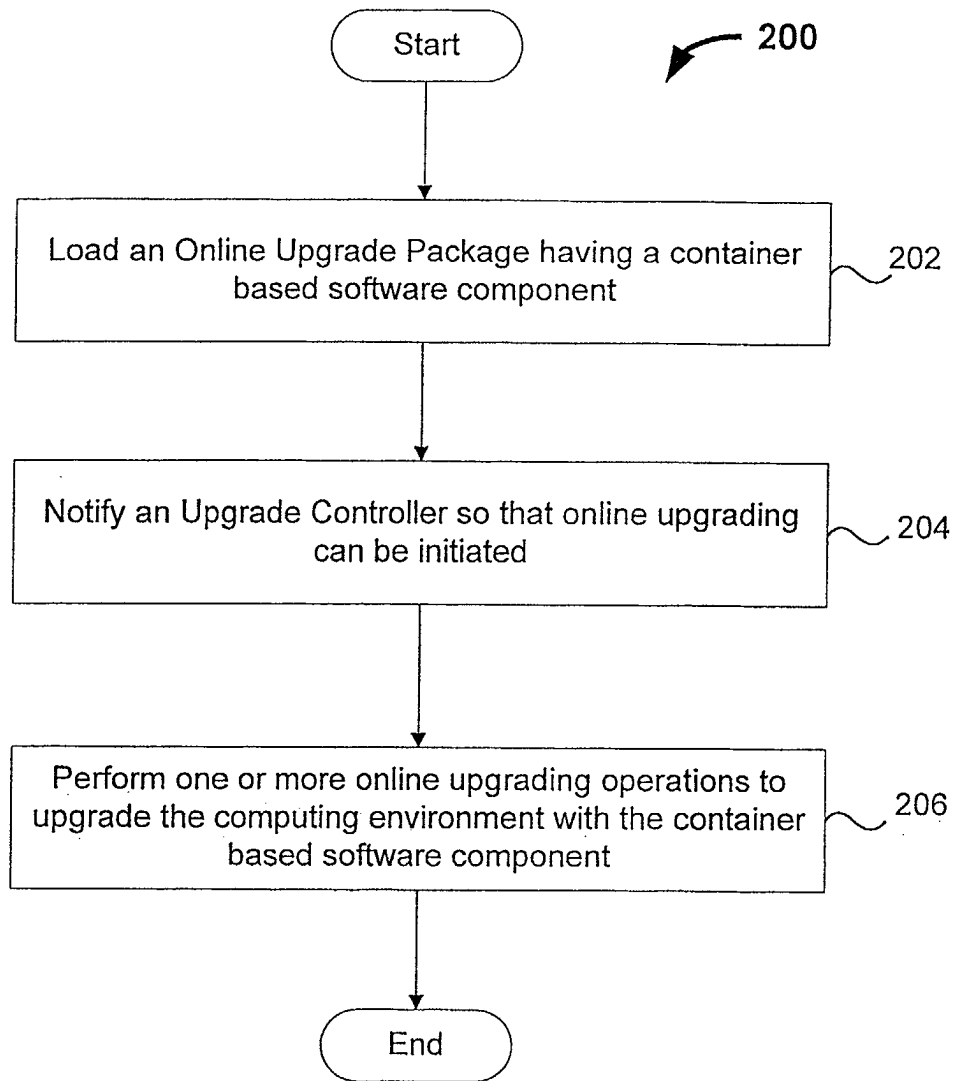 Start
200
Load an Online Upgrade Package having a container
based software component
202
Notify an Upgrade Controller so that online upgrading
can be initiated
204
Perform one or more online upgrading operations to
upgrade the computing environment with the container
based software component
206
End